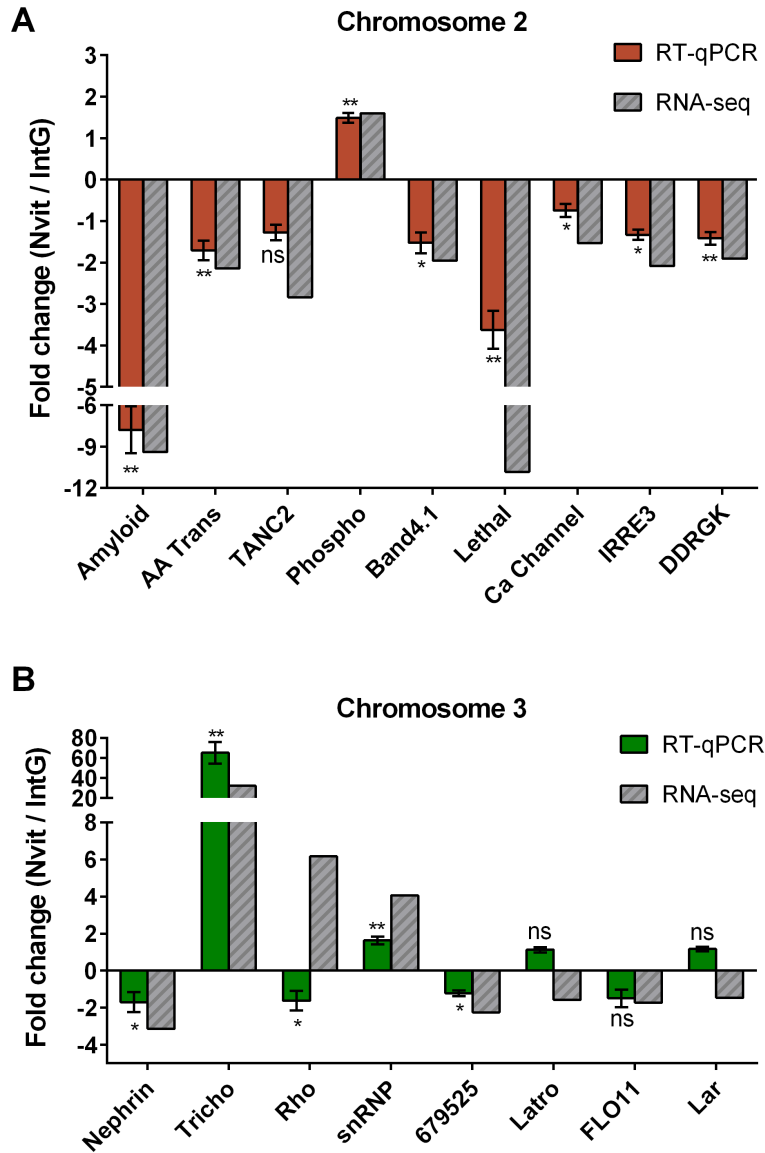 A
Chromosome 2
RT-qPCR
RNA-seq
Fold change (Nvit / IntG)
3
2
1
0
-1
-2
-3
-4
-5
-6
-9
-12
**
**
ns
**
*
**
*
*
**
Amyloid
AA Trans
TANC2
Phospho
Band4.1
Lethal
Ca Channel
IRRE3
DDRGK
B
Chromosome 3
RT-qPCR
RNA-seq
Fold change (Nvit / IntG)
80
60
40
20
8
6
4
2
0
-2
-4
*
**
*
**
*
ns
ns
ns
Nephrin
Tricho
Rho
snRNP
679525
Latro
FLO11
Lar